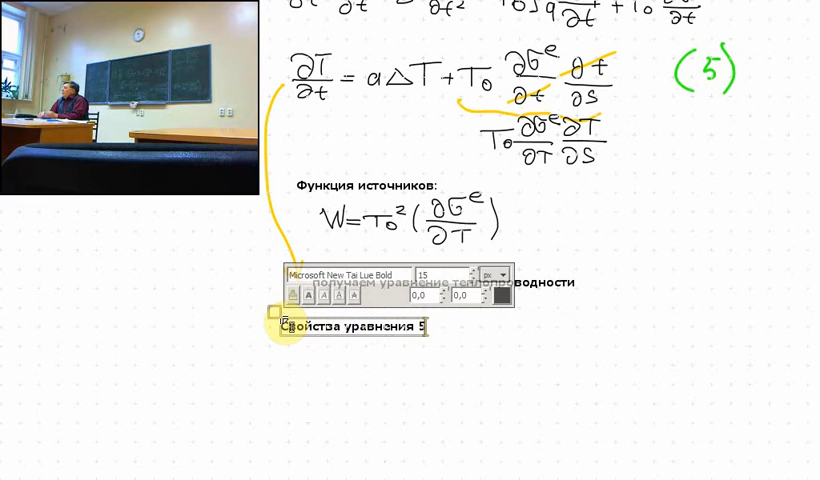 ∂T/∂t = a△T + T₀ ∂σᵉ/∂t ∂t/∂S (5)
T₀ ∂σᵉ/∂T ∂T/∂S
Функция источников:
W = T₀² (∂σᵉ/∂T)
Microsoft New Tai Lue Bold 15 px
получаем уравнение теплопроводности
A A A A A 0,0 0,0
Свойства уравнения 5